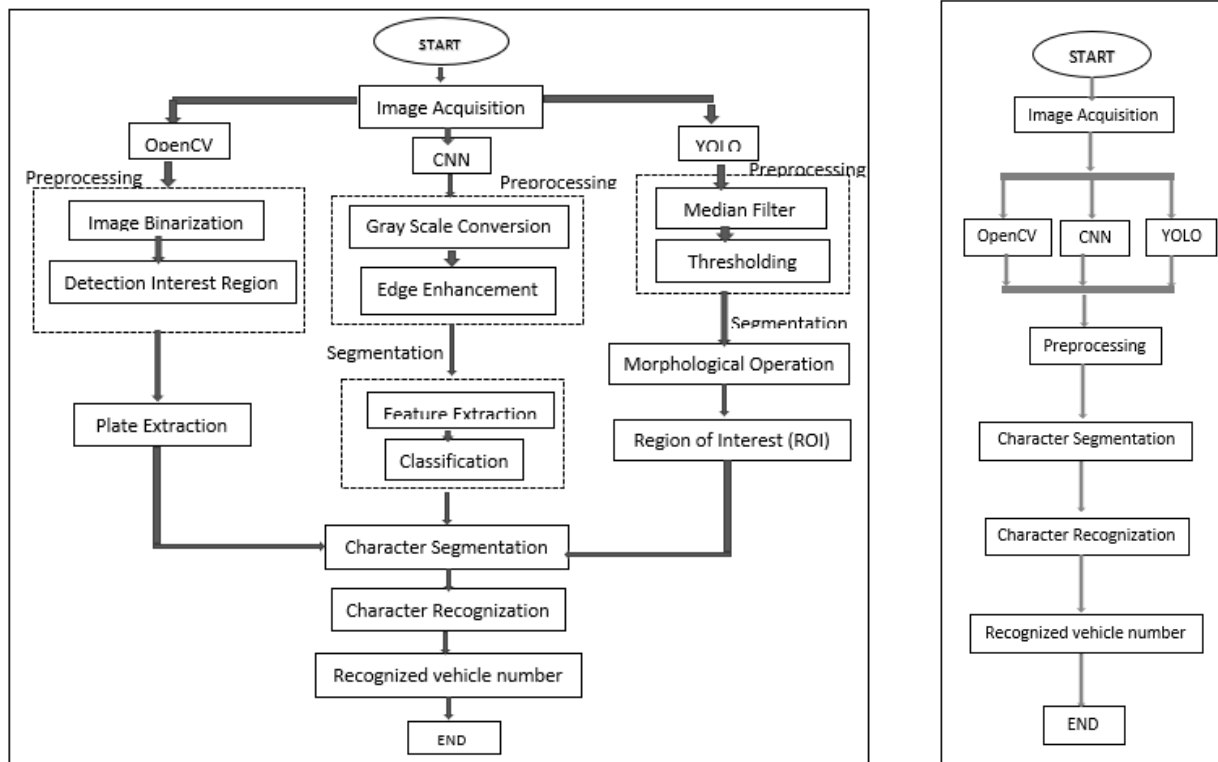 START
Image Acquisition
OpenCV
CNN
YOLO
Preprocessing
Preprocessing
Preprocessing
Image Binarization
Detection Interest Region
Gray Scale Conversion
Edge Enhancement
Median Filter
Thresholding
Segmentation
Segmentation
Plate Extraction
Feature Extraction
Classification
Morphological Operation
Region of Interest (ROI)
Character Segmentation
Character Recognization
Recognized vehicle number
END
START
Image Acquisition
OpenCV
CNN
YOLO
Preprocessing
Character Segmentation
Character Recognization
Recognized vehicle number
END